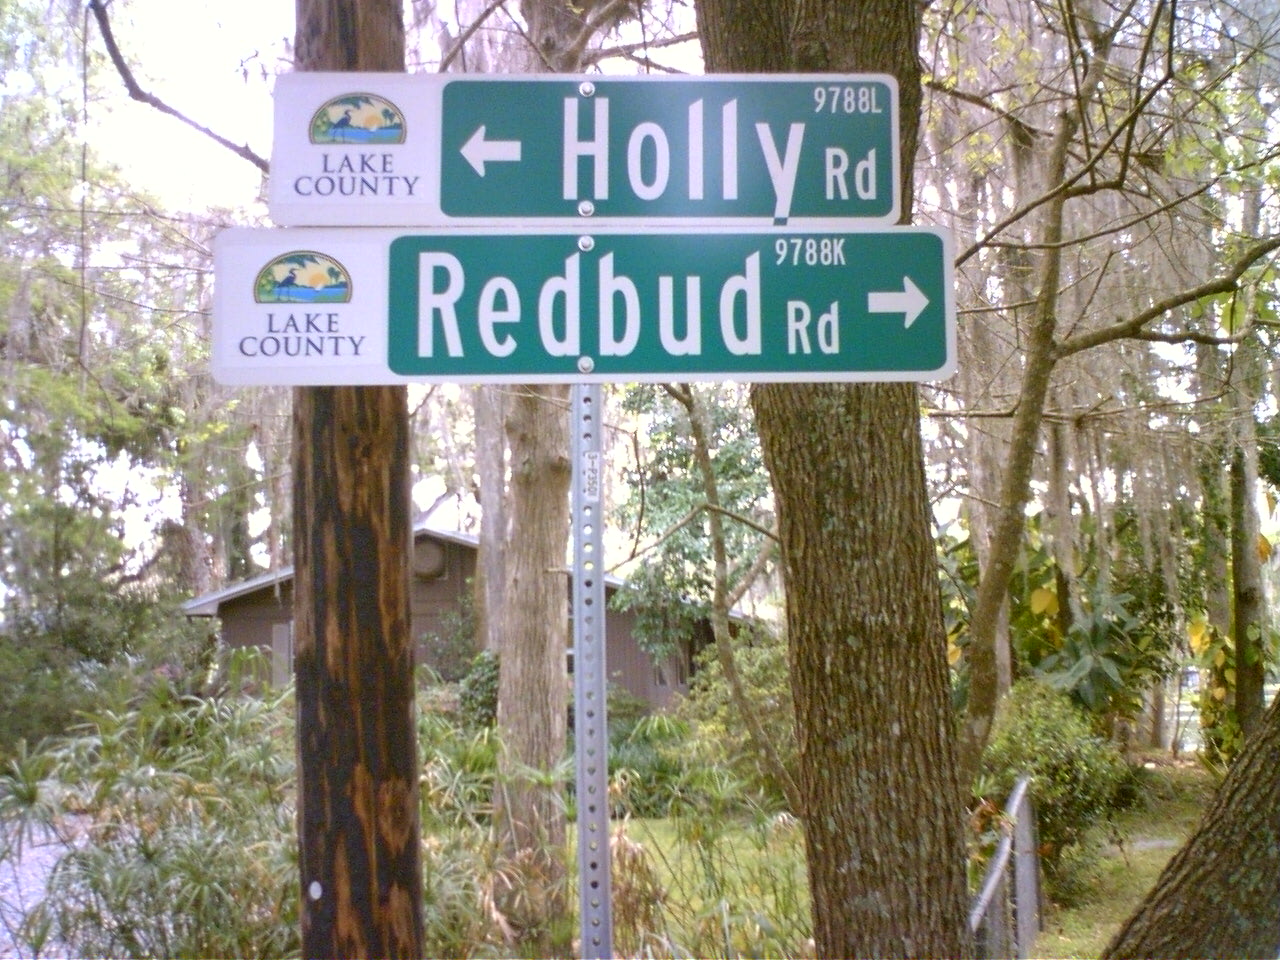 LAKE
COUNTY
9788L
← Holly Rd
LAKE
COUNTY
9788K
Redbud Rd →